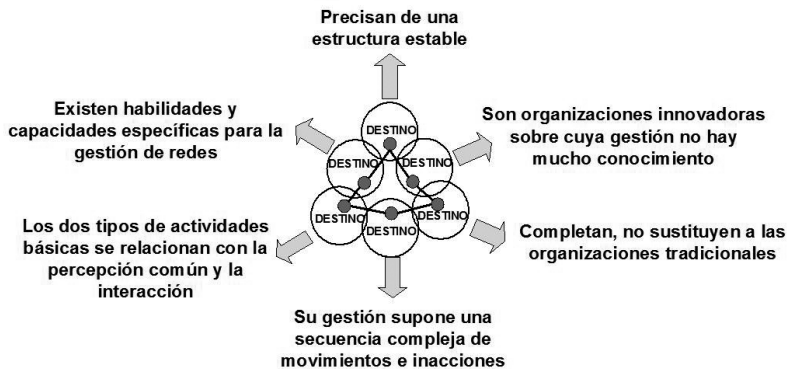 Precisan de una
estructura estable
Existen habilidades y
capacidades específicas para la
gestión de redes
Son organizaciones innovadoras
sobre cuya gestión no hay
mucho conocimiento
DESTINO
DESTINO
DESTINO
DESTINO
DESTINO
DESTINO
Los dos tipos de actividades
básicas se relacionan con la
percepción común y la
interacción
Completan, no sustituyen a las
organizaciones tradicionales
Su gestión supone una
secuencia compleja de
movimientos e inacciones